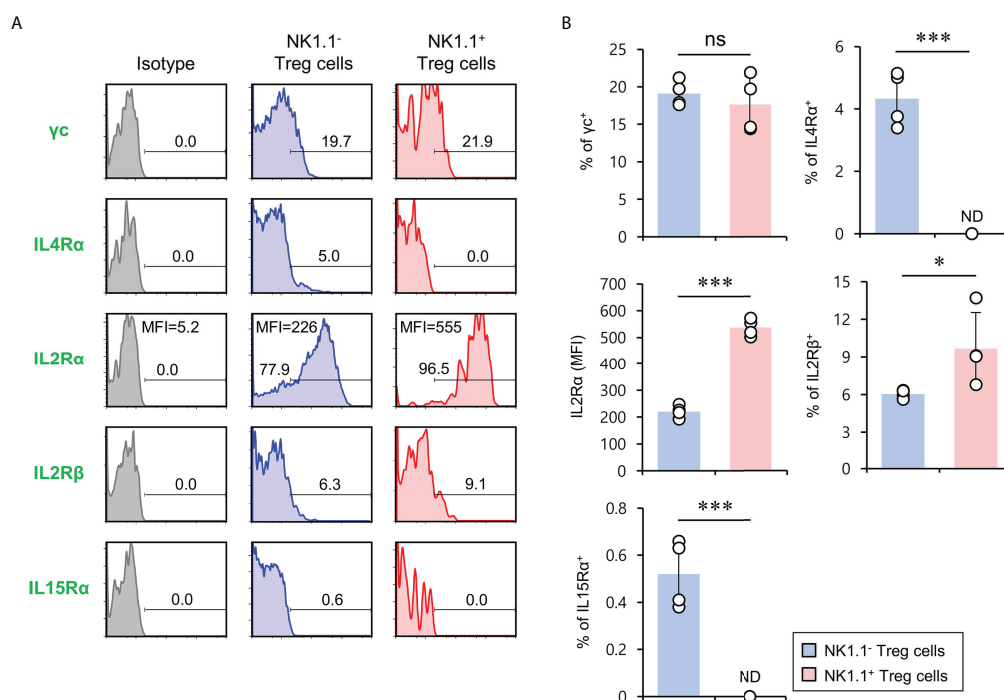 A
Isotype
NK1.1⁻
Treg cells
NK1.1⁺
Treg cells
γc
0.0
19.7
21.9
IL4Rα
0.0
5.0
0.0
IL2Rα
MFI=5.2
0.0
MFI=226
77.9
MFI=555
96.5
IL2Rβ
0.0
6.3
9.1
IL15Rα
0.0
0.6
0.0
B
% of γc⁺
25
20
15
10
5
0
ns
% of IL4Rα⁺
6
4
2
0
***
ND
IL2Rα (MFI)
700
600
500
400
300
200
100
0
***
% of IL2Rβ⁺
15
12
9
6
3
0
*
% of IL15Rα⁺
0.8
0.6
0.4
0.2
0.0
***
ND
NK1.1⁻ Treg cells
NK1.1⁺ Treg cells